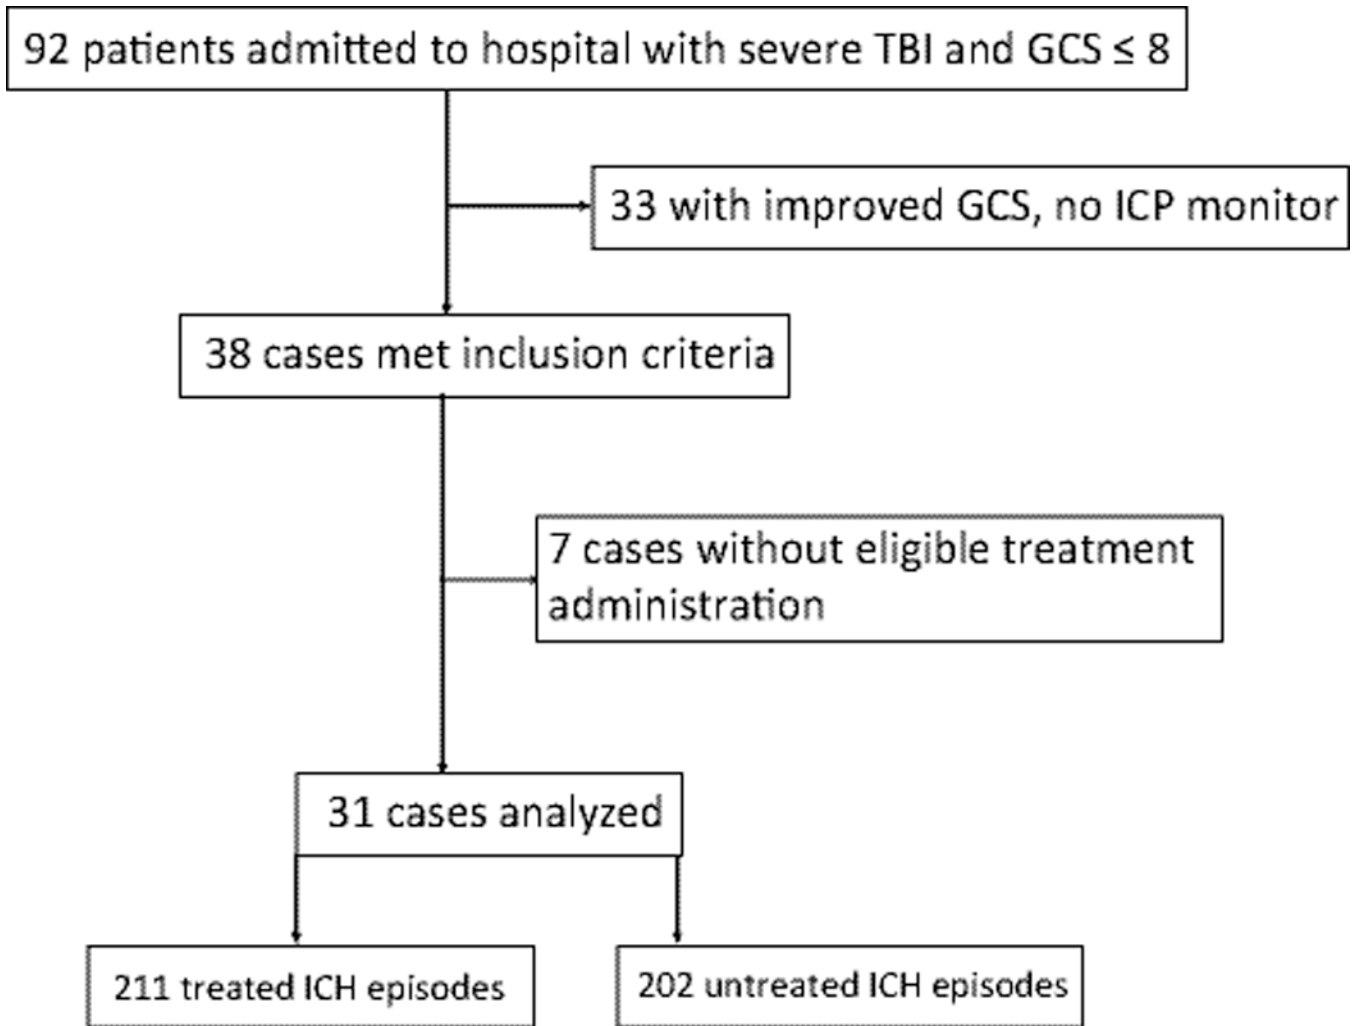 92 patients admitted to hospital with severe TBI and GCS ≤ 8
33 with improved GCS, no ICP monitor
38 cases met inclusion criteria
7 cases without eligible treatment
administration
31 cases analyzed
211 treated ICH episodes
202 untreated ICH episodes